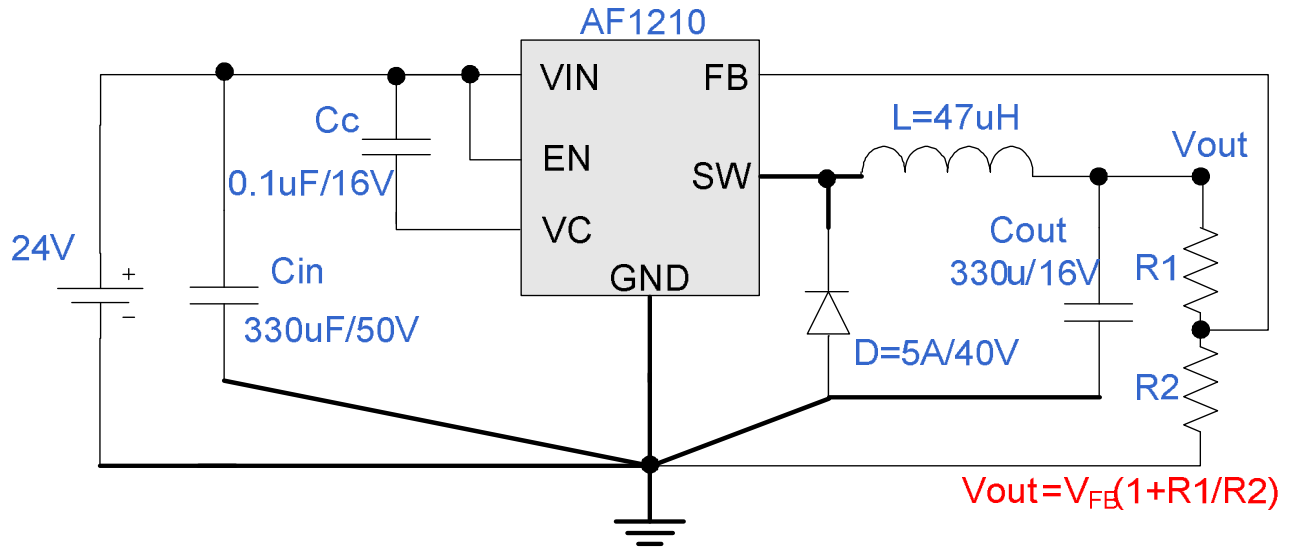 AF1210
VIN FB
Cc
L=47uH
Vout
EN
SW
0.1uF/16V
VC
24V
+
−
Cout
330u/16V
R1
Cin
GND
330uF/50V
D=5A/40V
R2
Vout=VFB(1+R1/R2)